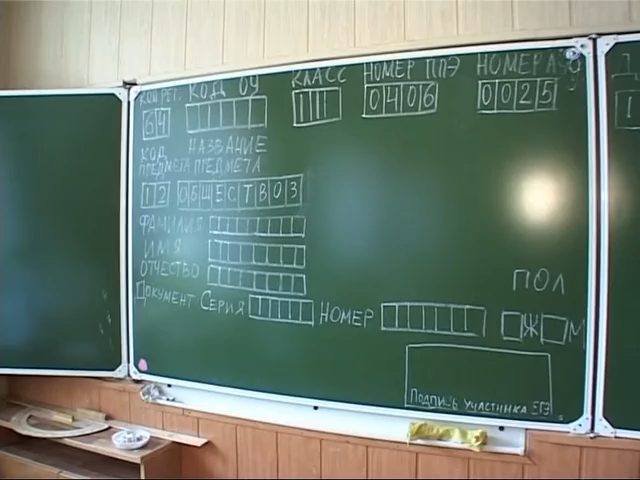 КОД РЕГ. КОД ОУ КЛАСС НОМЕР ППЭ НОМЕР АУД
64 0406 0025
КОД НАЗВАНИЕ
ПРЕДМЕТА ПРЕДМЕТА
12 ОБЩЕСТВОЗ
ФАМИЛИЯ
ИМЯ
ОТЧЕСТВО
ПОЛ
ДОКУМЕНТ СЕРИЯ НОМЕР Ж М
ПОДПИСЬ УЧАСТНИКА ЕГЭ